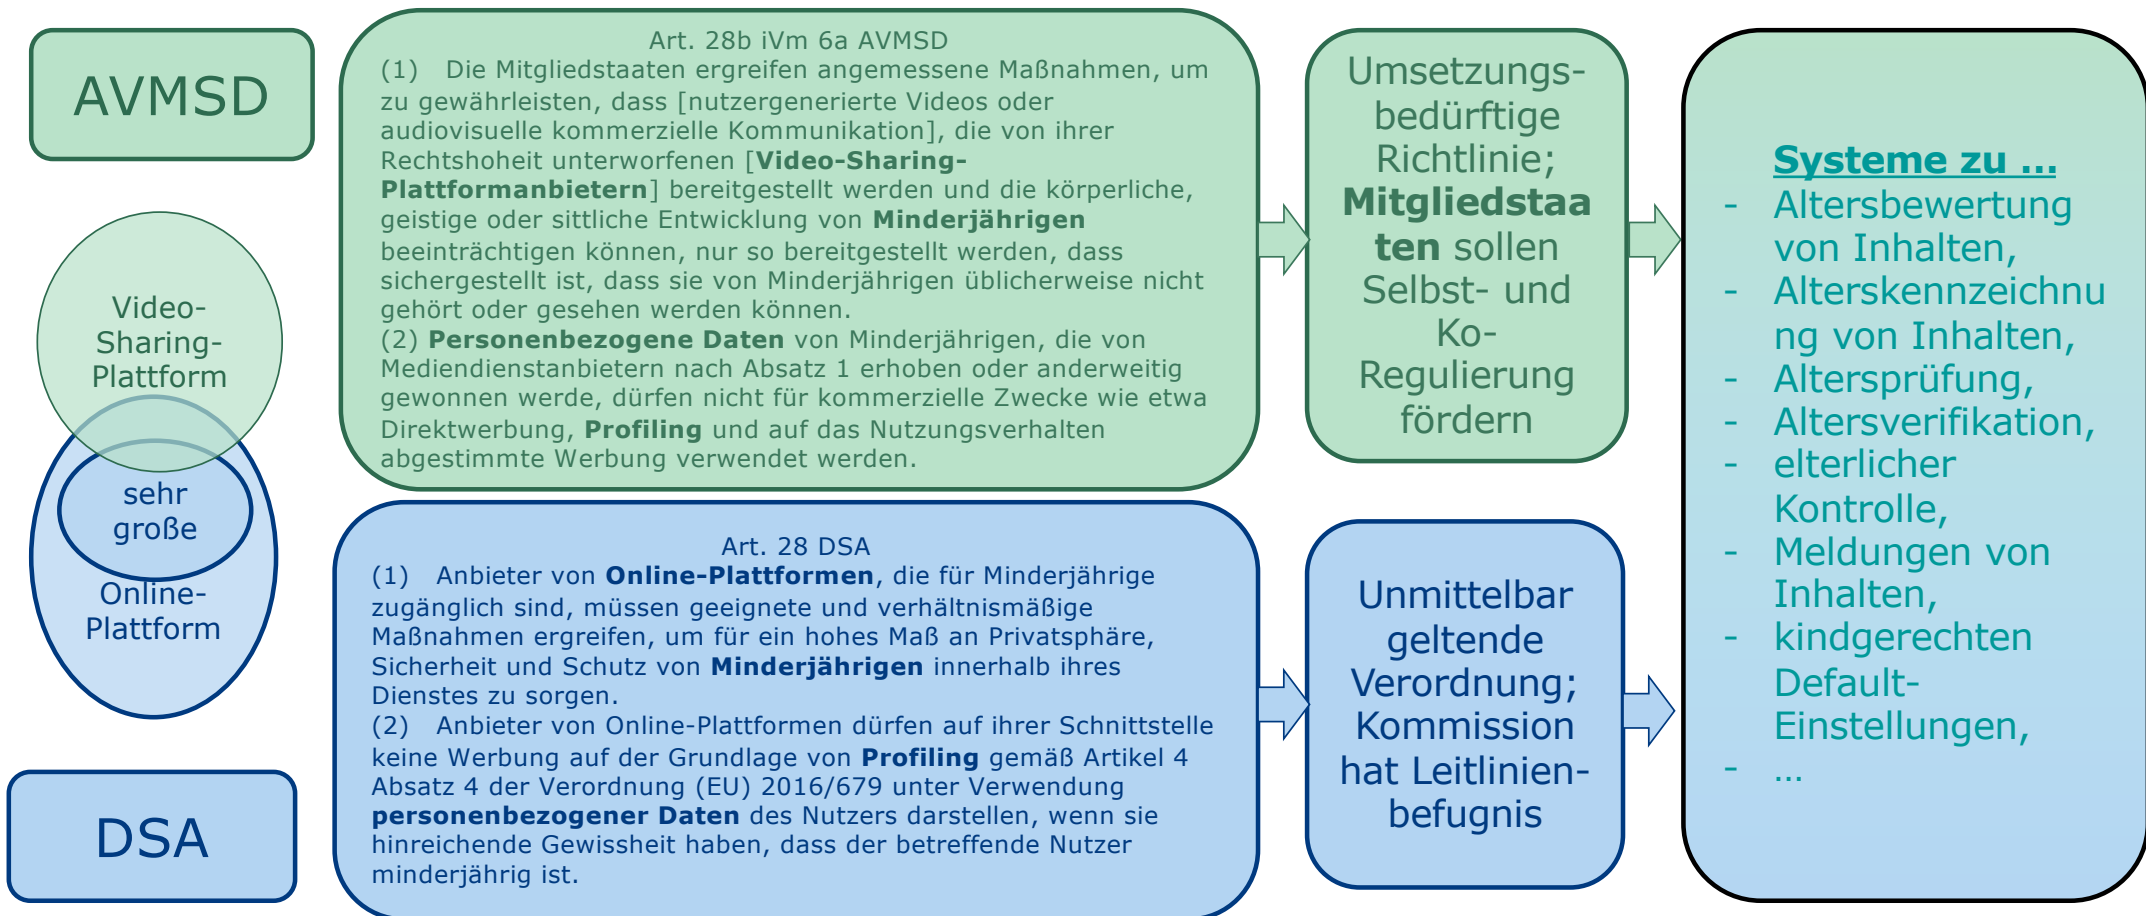 AVMSD
Art. 28b iVm 6a AVMSD
(1) Die Mitgliedstaaten ergreifen angemessene Maßnahmen, um
zu gewährleisten, dass [nutzergenerierte Videos oder
audiovisuelle kommerzielle Kommunikation], die von ihrer
Rechtshoheit unterworfenen [Video-Sharing-
Plattformanbietern] bereitgestellt werden und die körperliche,
geistige oder sittliche Entwicklung von Minderjährigen
beeinträchtigen können, nur so bereitgestellt werden, dass
sichergestellt ist, dass sie von Minderjährigen üblicherweise nicht
gehört oder gesehen werden können.
(2) Personenbezogene Daten von Minderjährigen, die von
Mediendienstanbietern nach Absatz 1 erhoben oder anderweitig
gewonnen werde, dürfen nicht für kommerzielle Zwecke wie etwa
Direktwerbung, Profiling und auf das Nutzungsverhalten
abgestimmte Werbung verwendet werden.
Umsetzungs-
bedürftige
Richtlinie;
Mitgliedstaa
ten sollen
Selbst- und
Ko-
Regulierung
fördern
Systeme zu …
- Altersbewertung
von Inhalten,
- Alterskennzeichnu
ng von Inhalten,
- Altersprüfung,
- Altersverifikation,
- elterlicher
Kontrolle,
- Meldungen von
Inhalten,
- kindgerechten
Default-
Einstellungen,
- …
Video-
Sharing-
Plattform
sehr
große
Online-
Plattform
DSA
Art. 28 DSA
(1) Anbieter von Online-Plattformen, die für Minderjährige
zugänglich sind, müssen geeignete und verhältnismäßige
Maßnahmen ergreifen, um für ein hohes Maß an Privatsphäre,
Sicherheit und Schutz von Minderjährigen innerhalb ihres
Dienstes zu sorgen.
(2) Anbieter von Online-Plattformen dürfen auf ihrer Schnittstelle
keine Werbung auf der Grundlage von Profiling gemäß Artikel 4
Absatz 4 der Verordnung (EU) 2016/679 unter Verwendung
personenbezogener Daten des Nutzers darstellen, wenn sie
hinreichende Gewissheit haben, dass der betreffende Nutzer
minderjährig ist.
Unmittelbar
geltende
Verordnung;
Kommission
hat Leitlinien-
befugnis